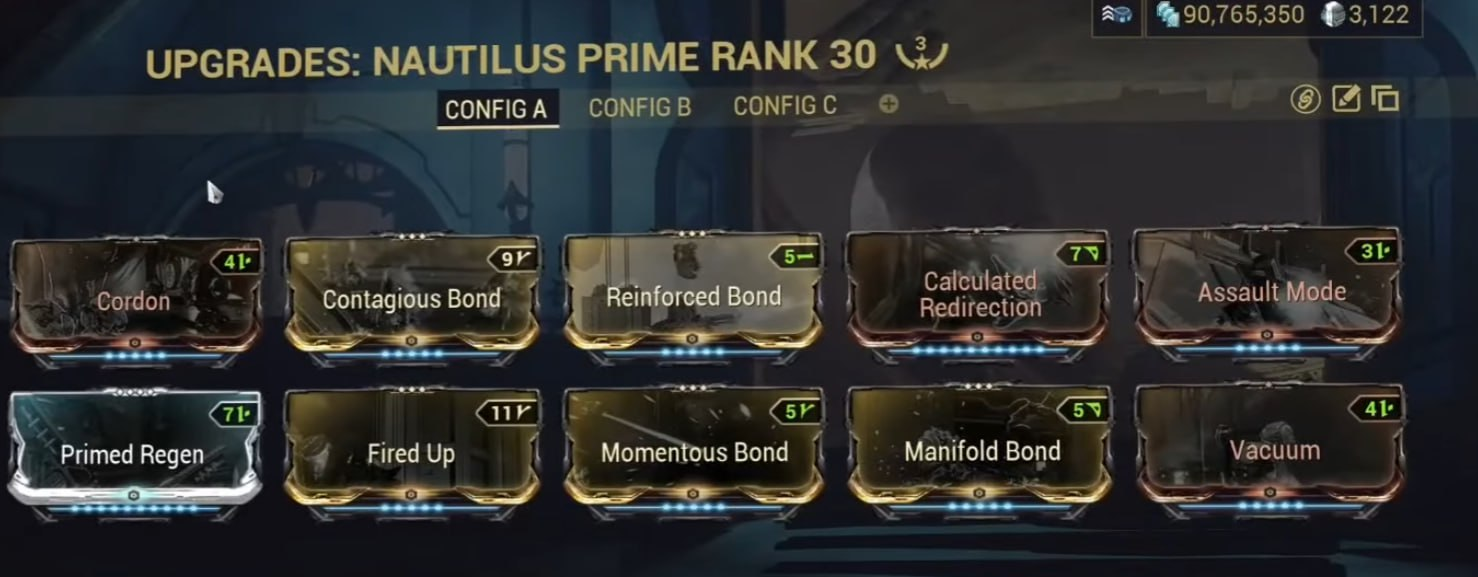 90,765,350 3,122
UPGRADES: NAUTILUS PRIME RANK 30 3
CONFIG A CONFIG B CONFIG C
4 9 5 7 3
Cordon Contagious Bond Reinforced Bond Calculated Redirection Assault Mode
7 11 5 5 4
Primed Regen Fired Up Momentous Bond Manifold Bond Vacuum